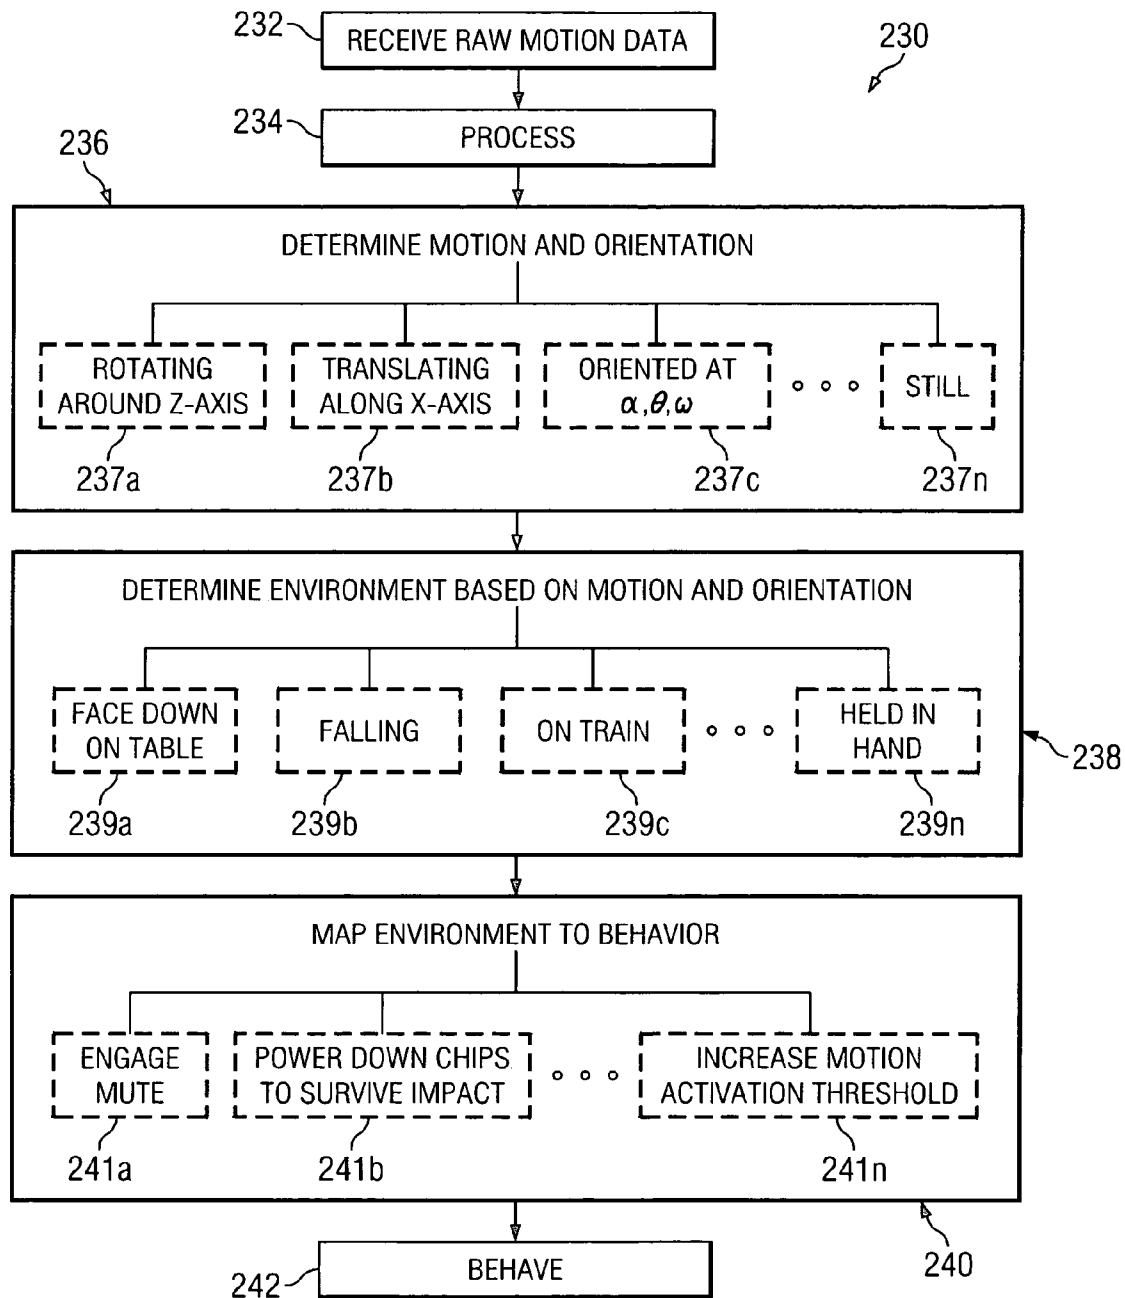 232
RECEIVE RAW MOTION DATA
230
234
PROCESS
236
DETERMINE MOTION AND ORIENTATION
ROTATING
AROUND Z-AXIS
TRANSLATING
ALONG X-AXIS
ORIENTED AT
α,θ,ω
STILL
237a
237b
237c
237n
DETERMINE ENVIRONMENT BASED ON MOTION AND ORIENTATION
FACE DOWN
ON TABLE
FALLING
ON TRAIN
HELD IN
HAND
238
239a
239b
239c
239n
MAP ENVIRONMENT TO BEHAVIOR
ENGAGE
MUTE
POWER DOWN CHIPS
TO SURVIVE IMPACT
INCREASE MOTION
ACTIVATION THRESHOLD
241a
241b
241n
240
242
BEHAVE